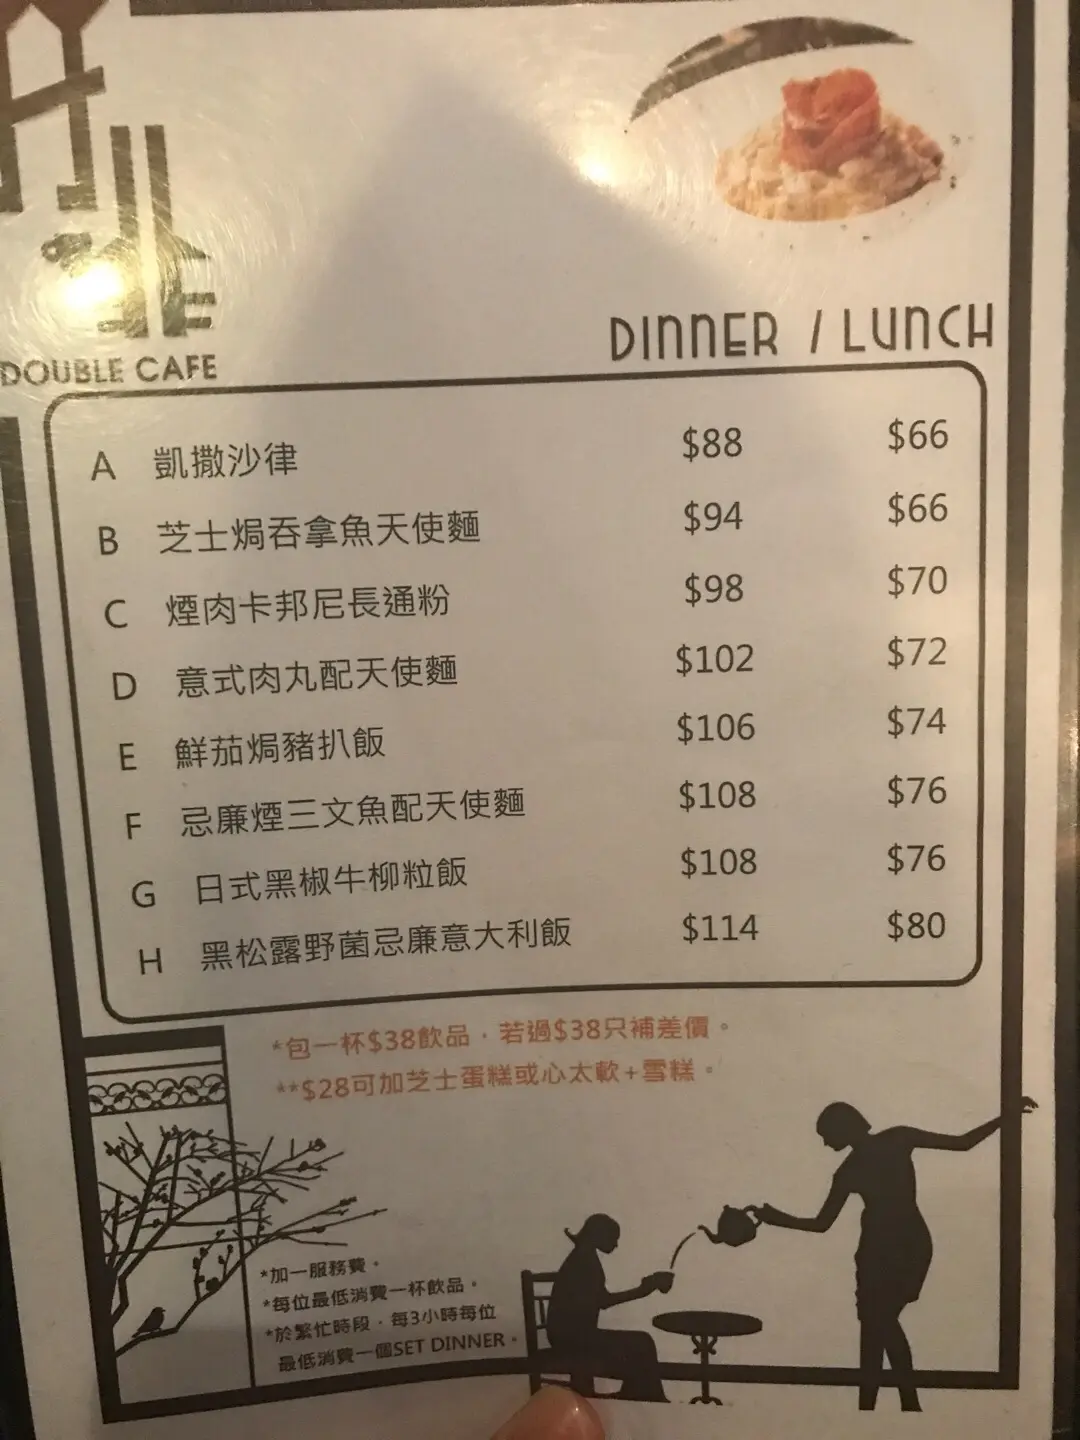 DOUBLE CAFE
DINNER / LUNCH
A 凱撒沙律 $88 $66
B 芝士焗吞拿魚天使麵 $94 $66
C 煙肉卡邦尼長通粉 $98 $70
D 意式肉丸配天使麵 $102 $72
E 鮮茄焗豬扒飯 $106 $74
F 忌廉煙三文魚配天使麵 $108 $76
G 日式黑椒牛柳粒飯 $108 $76
H 黑松露野菌忌廉意大利飯 $114 $80
*包一杯$38飲品，若過$38只補差價。
**$28可加芝士蛋糕或心太軟+雪糕。
*加一服務費。
*每位最低消費一杯飲品。
*於繁忙時段，每3小時每位
最低消費一個SET DINNER。